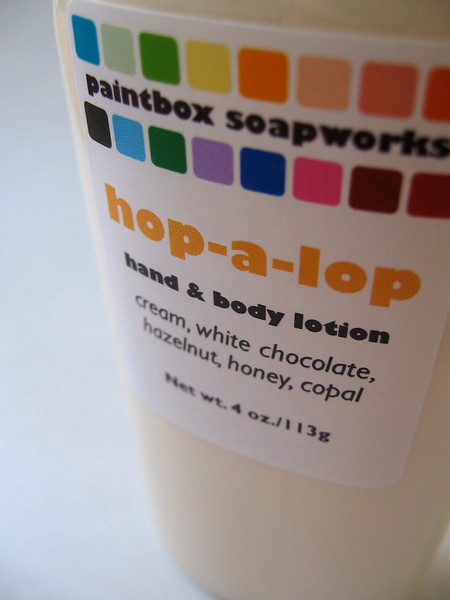 paintbox soapworks
hop-a-lop
hand & body lotion
cream, white chocolate,
hazelnut, honey, copal
Net wt. 4 oz./113g